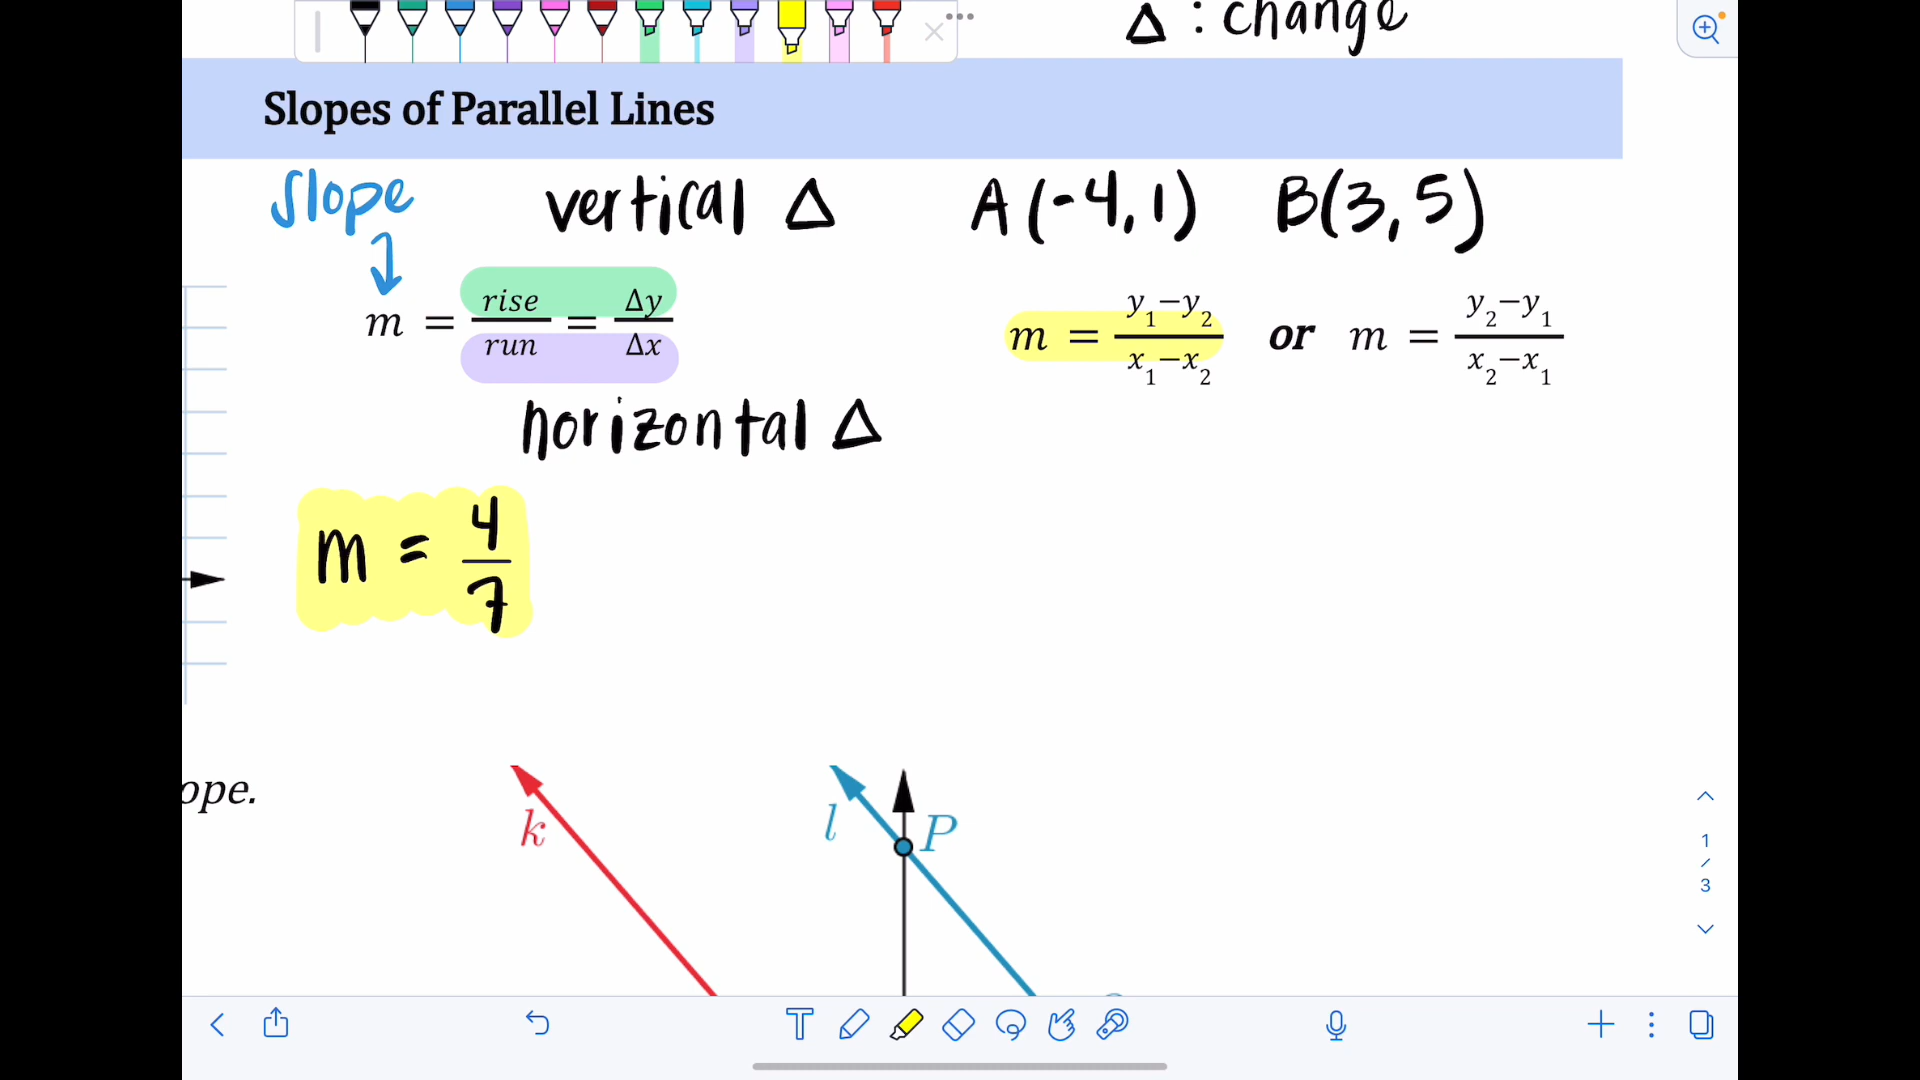 Δ : change
Slopes of Parallel Lines
slope
vertical Δ
A(-4,1) B(3,5)
m = rise/run = Δy/Δx
m = y₁−y₂/x₁−x₂ or m = y₂−y₁/x₂−x₁
horizontal Δ
m = 4/7
ope.
k
l
P
1
/
3
T